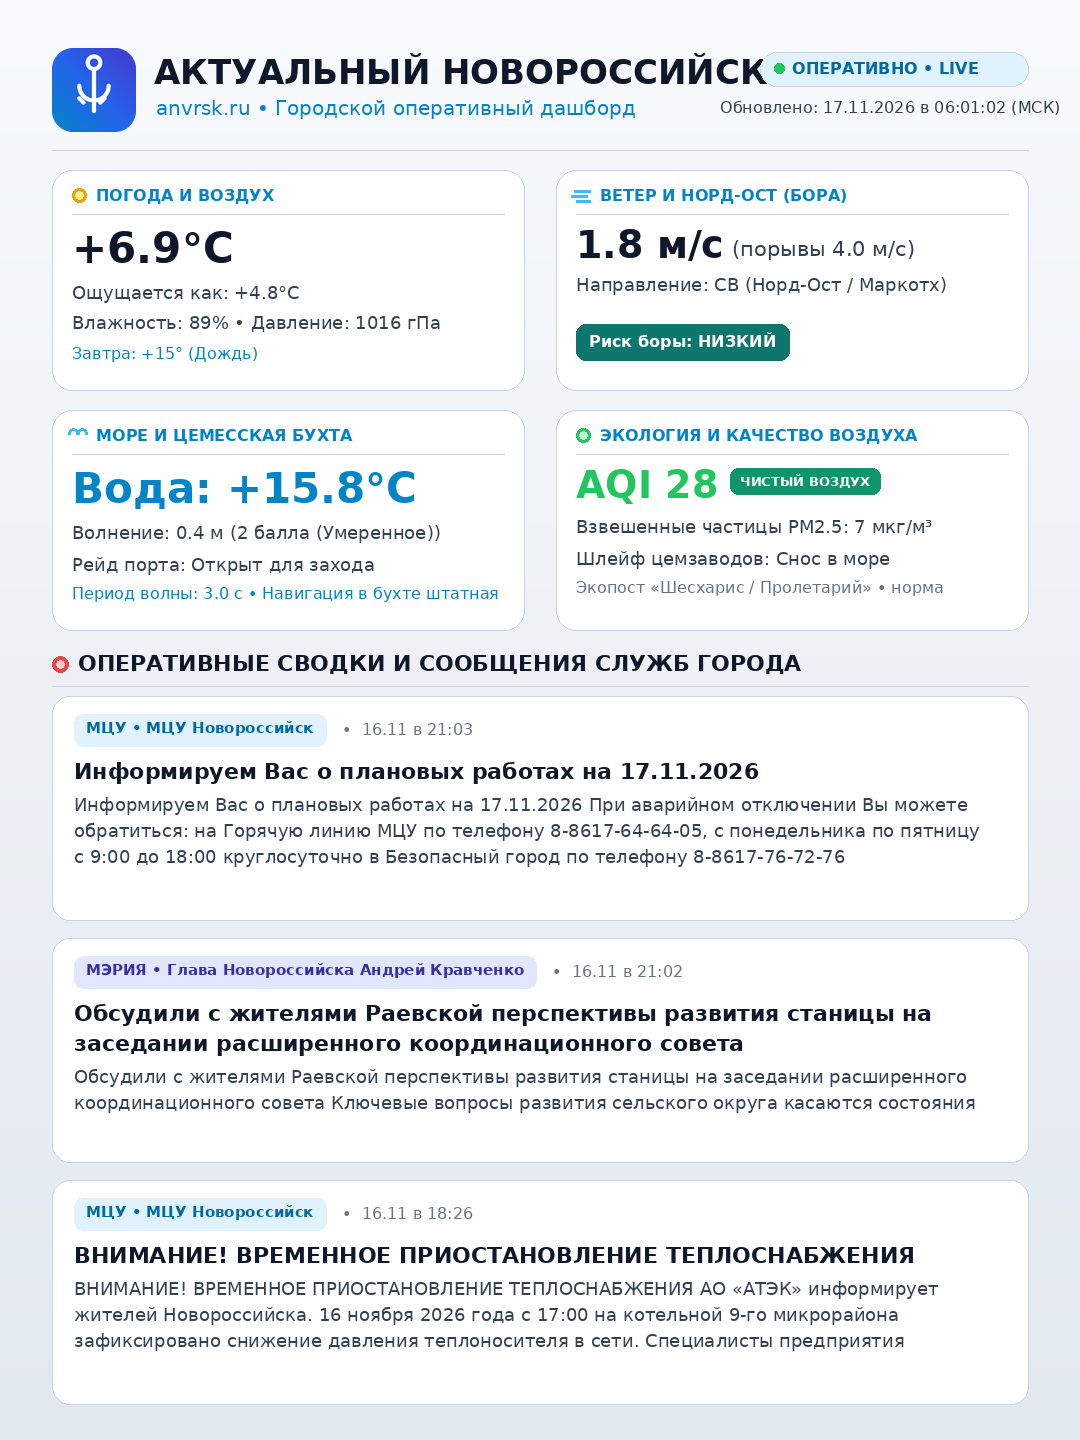 АКТУАЛЬНЫЙ НОВОРОССИЙСК
ОПЕРАТИВНО • LIVE
anvrsk.ru • Городской оперативный дашборд
Обновлено: 17.11.2026 в 06:01:02 (МСК)
ПОГОДА И ВОЗДУХ
+6.9°C
Ощущается как: +4.8°C
Влажность: 89% • Давление: 1016 гПа
Завтра: +15° (Дождь)
ВЕТЕР И НОРД-ОСТ (БОРА)
1.8 м/с (порывы 4.0 м/с)
Направление: СВ (Норд-Ост / Маркотх)
Риск боры: НИЗКИЙ
МОРЕ И ЦЕМЕССКАЯ БУХТА
Вода: +15.8°C
Волнение: 0.4 м (2 балла (Умеренное))
Рейд порта: Открыт для захода
Период волны: 3.0 с • Навигация в бухте штатная
ЭКОЛОГИЯ И КАЧЕСТВО ВОЗДУХА
AQI 28 ЧИСТЫЙ ВОЗДУХ
Взвешенные частицы PM2.5: 7 мкг/м³
Шлейф цемзаводов: Снос в море
Экопост «Шесхарис / Пролетарий» • норма
ОПЕРАТИВНЫЕ СВОДКИ И СООБЩЕНИЯ СЛУЖБ ГОРОДА
МЦУ • МЦУ Новороссийск • 16.11 в 21:03
Информируем Вас о плановых работах на 17.11.2026
Информируем Вас о плановых работах на 17.11.2026 При аварийном отключении Вы можете
обратиться: на Горячую линию МЦУ по телефону 8-8617-64-64-05, с понедельника по пятницу
с 9:00 до 18:00 круглосуточно в Безопасный город по телефону 8-8617-76-72-76
МЭРИЯ • Глава Новороссийска Андрей Кравченко • 16.11 в 21:02
Обсудили с жителями Раевской перспективы развития станицы на
заседании расширенного координационного совета
Обсудили с жителями Раевской перспективы развития станицы на заседании расширенного
координационного совета Ключевые вопросы развития сельского округа касаются состояния
МЦУ • МЦУ Новороссийск • 16.11 в 18:26
ВНИМАНИЕ! ВРЕМЕННОЕ ПРИОСТАНОВЛЕНИЕ ТЕПЛОСНАБЖЕНИЯ
ВНИМАНИЕ! ВРЕМЕННОЕ ПРИОСТАНОВЛЕНИЕ ТЕПЛОСНАБЖЕНИЯ АО «АТЭК» информирует
жителей Новороссийска. 16 ноября 2026 года с 17:00 на котельной 9-го микрорайона
зафиксировано снижение давления теплоносителя в сети. Специалисты предприятия